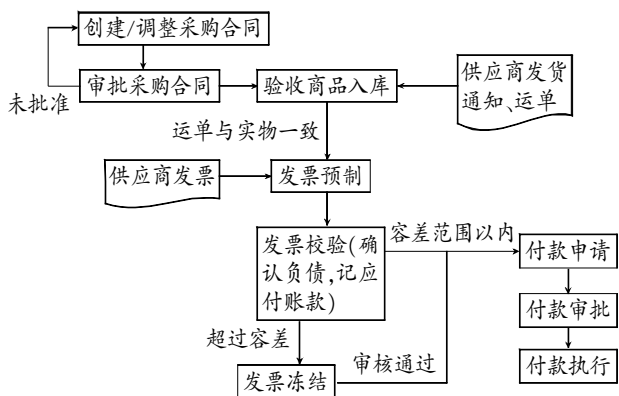 创建/调整采购合同
未批准
审批采购合同
验收商品入库
供应商发货
通知、运单
运单与实物一致
供应商发票
发票预制
发票校验(确
认负债,记应
付账款)
容差范围以内
付款申请
付款审批
付款执行
超过容差
审核通过
发票冻结